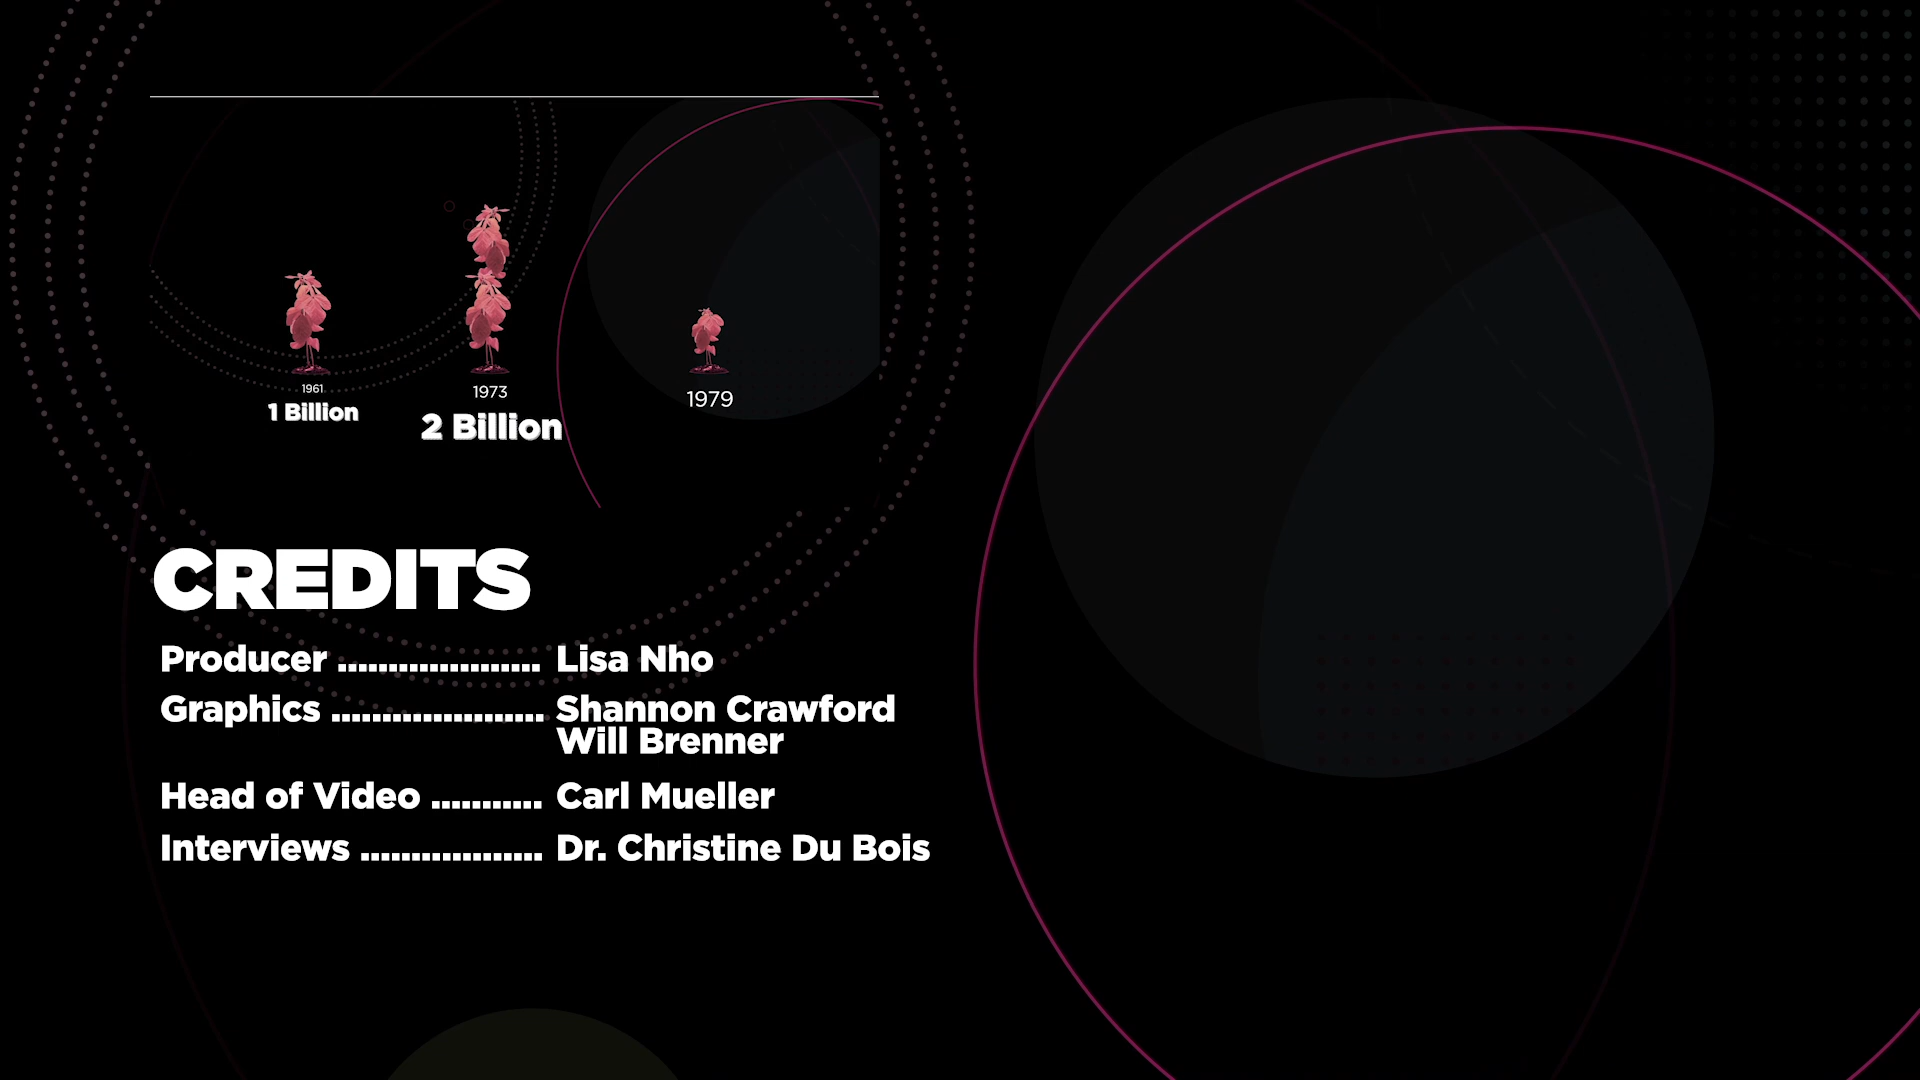 1961
1 Billion
1973
2 Billion
1979
CREDITS
Producer .................... Lisa Nho
Graphics ..................... Shannon Crawford
Will Brenner
Head of Video ........... Carl Mueller
Interviews .................. Dr. Christine Du Bois